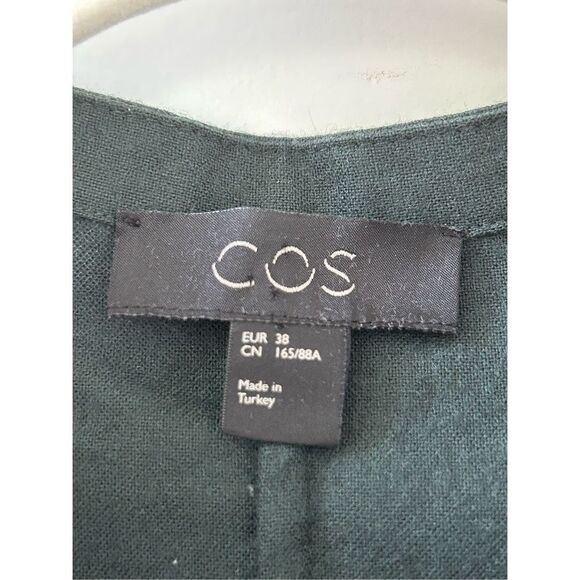 COS
EUR 38
CN 165/88A
Made in
Turkey